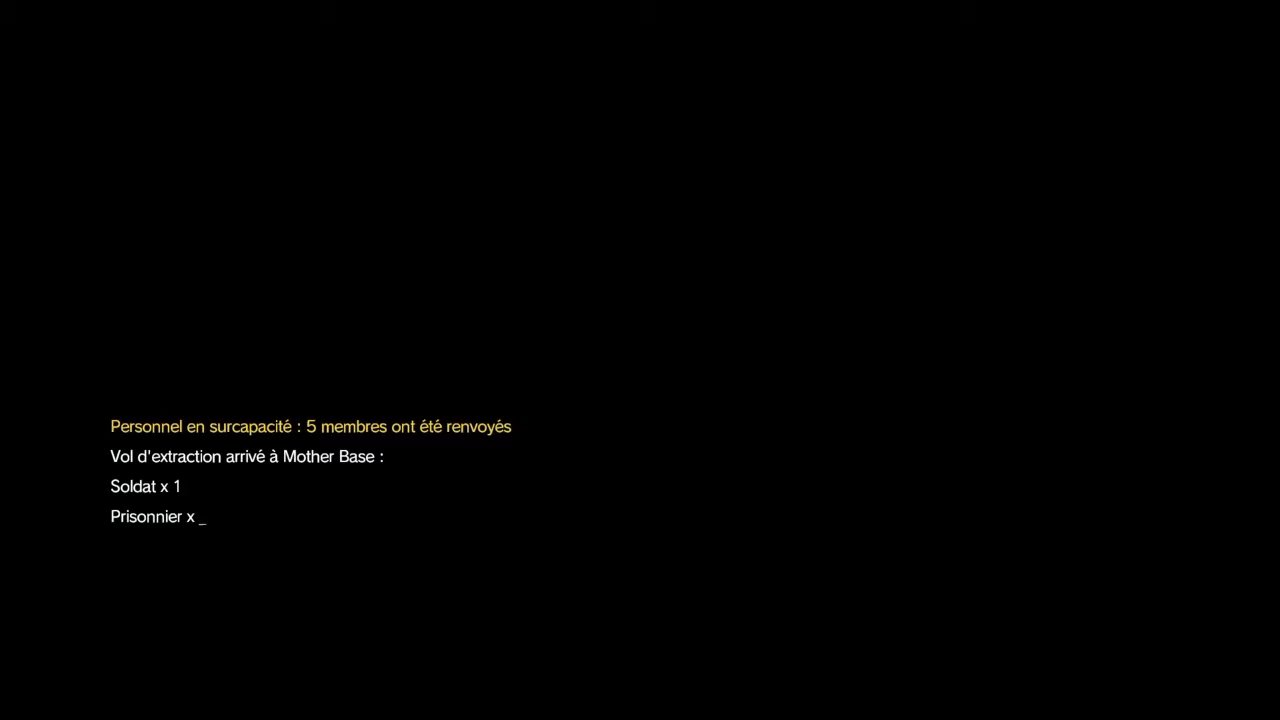 Personnel en surcapacité : 5 membres ont été renvoyés
Vol d'extraction arrivé à Mother Base :
Soldat x 1
Prisonnier x _